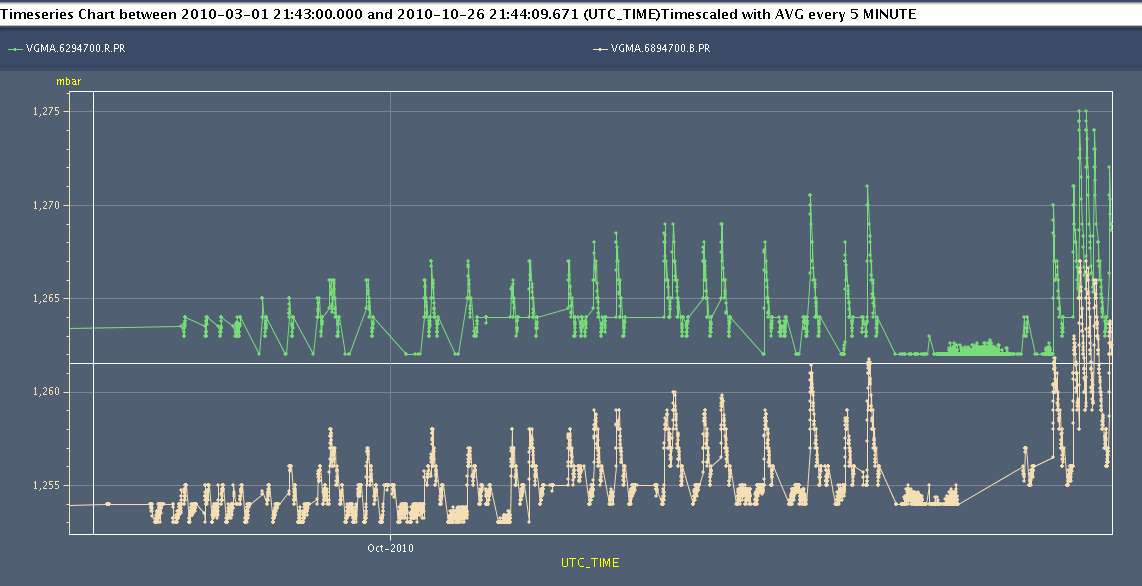 Timeseries Chart between 2010-03-01 21:43:00.000 and 2010-10-26 21:44:09.671 (UTC_TIME)Timescaled with AVG every 5 MINUTE
VGMA.6294700.R.PR VGMA.6894700.B.PR
mbar
1,275
1,270
1,265
1,260
1,255
Oct-2010
UTC_TIME